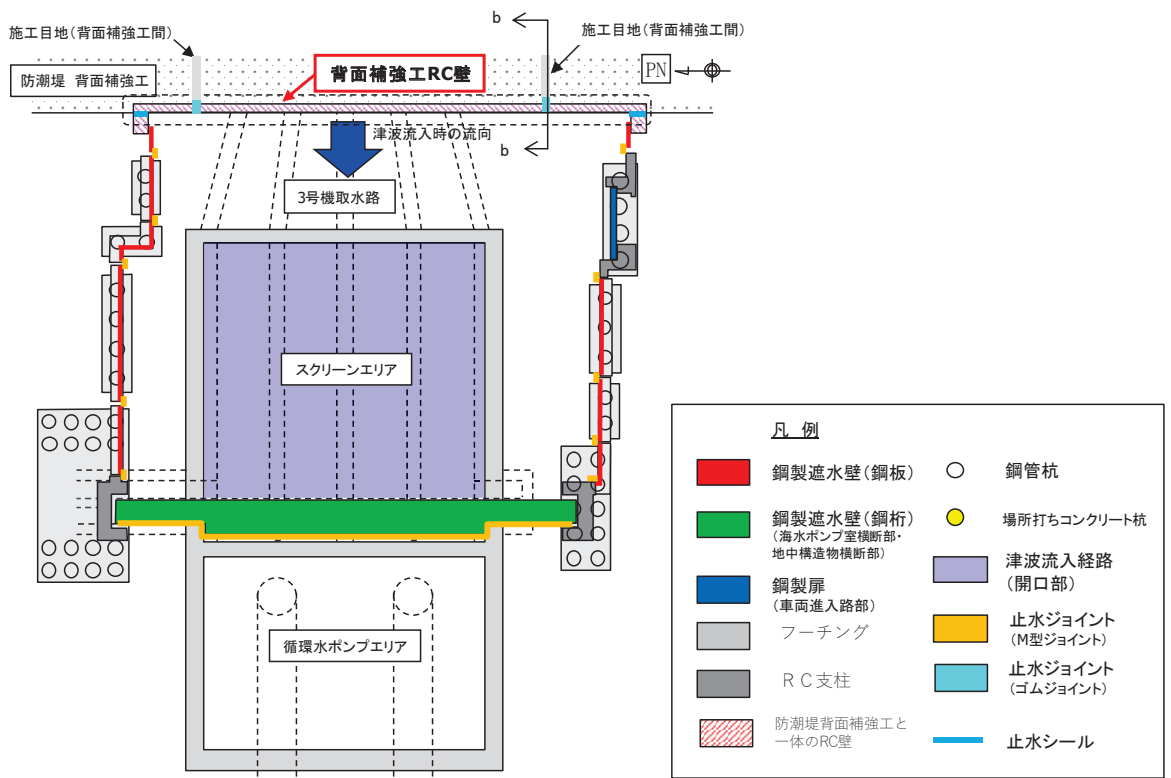 b
施工目地(背面補強工間)
施工目地(背面補強工間)
防潮堤 背面補強工
背面補強工RC壁
PN
津波流入時の流向
b
3号機取水路
スクリーンエリア
循環水ポンプエリア
凡 例
鋼製遮水壁(鋼板)
鋼製遮水壁(鋼桁)
(海水ポンプ室横断部・
地中構造物横断部)
鋼製扉
(車両進入路部)
フーチング
RC支柱
防潮堤背面補強工と
一体のRC壁
鋼管杭
場所打ちコンクリート杭
津波流入経路
(開口部)
止水ジョイント
(M型ジョイント)
止水ジョイント
(ゴムジョイント)
止水シール